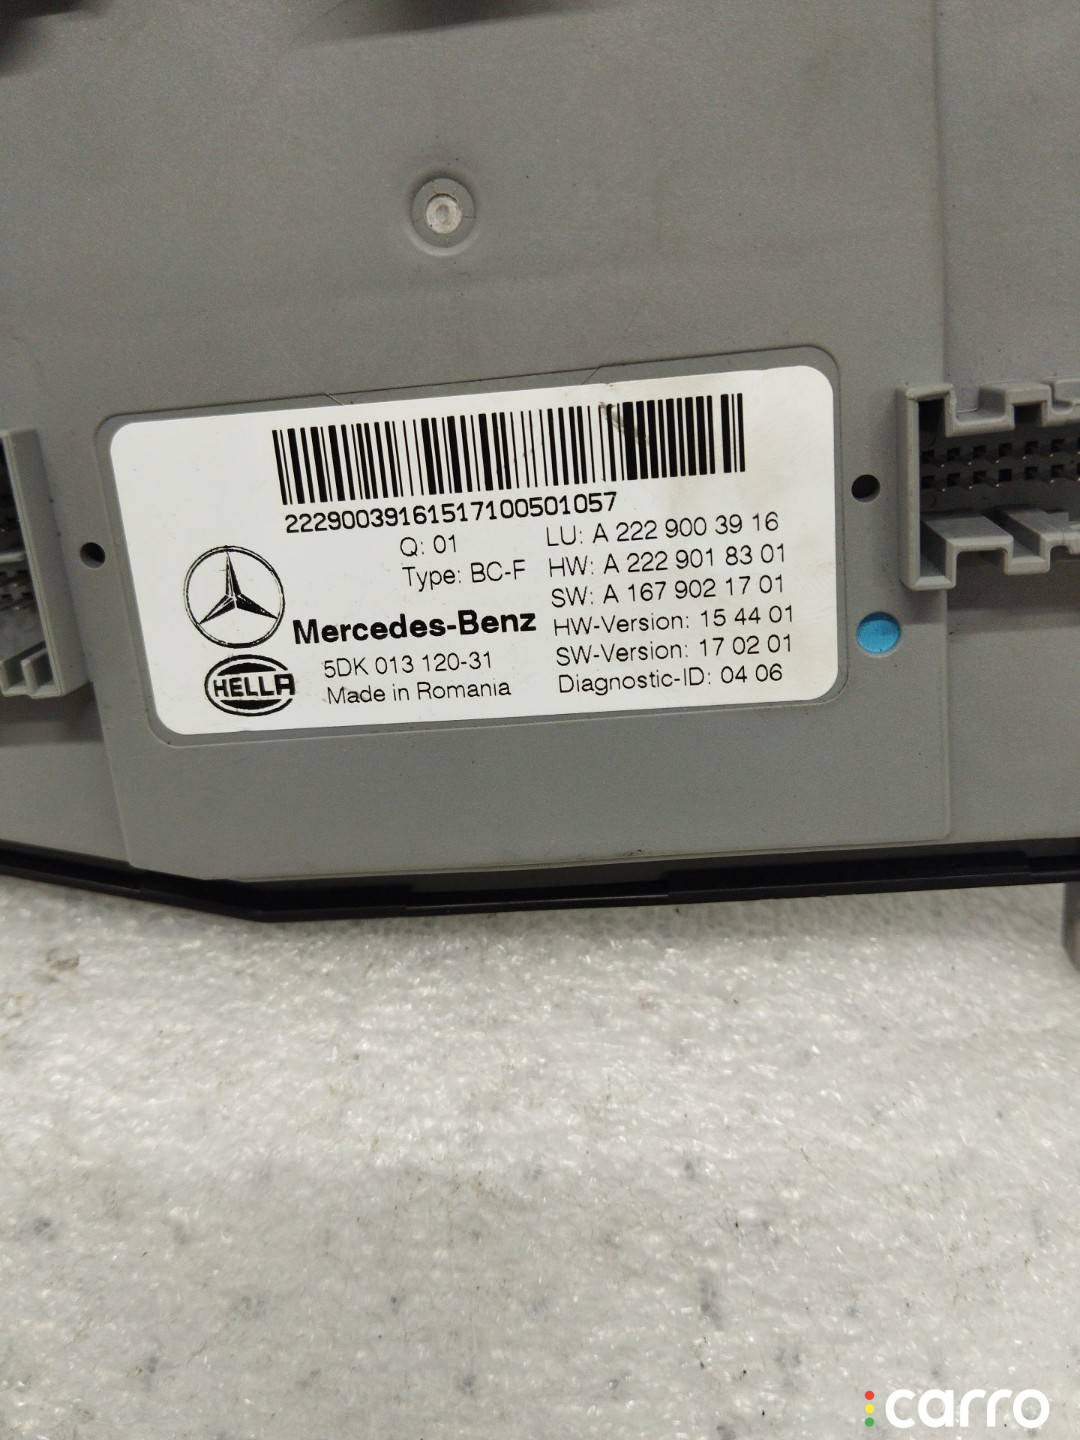 222900391615171005010​57
Q: 01
Type: BC-F
LU: A 222 900 39 16
HW: A 222 901 83 01
SW: A 167 902 17 01
HW-Version: 15 44 01
SW-Version: 17 02 01
Diagnostic-ID: 04 06
Mercedes-Benz
HELLA
5DK 013 120-31
Made in Romania
carro